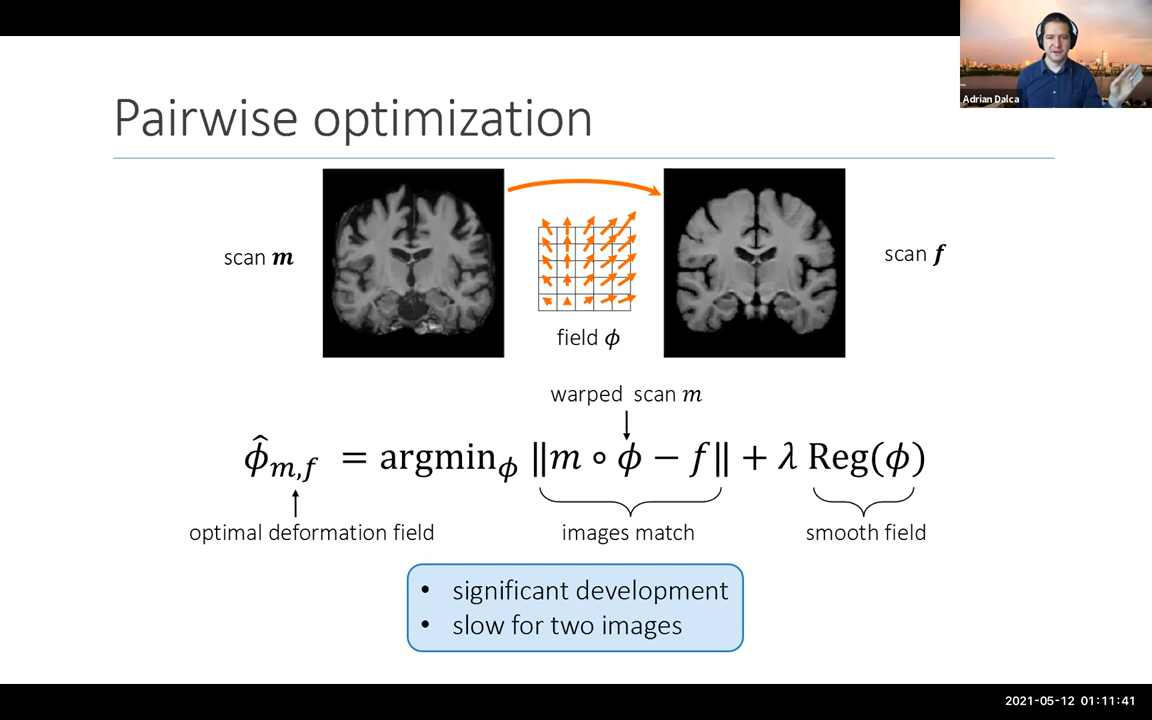 Adrian Dalca
Pairwise optimization
scan m
scan f
field ϕ
warped scan m
ϕ̂ₘ,f = argminϕ ‖m ∘ ϕ − f‖ + λ Reg(ϕ)
optimal deformation field
images match
smooth field
• significant development
• slow for two images
2021-05-12 01:11:41